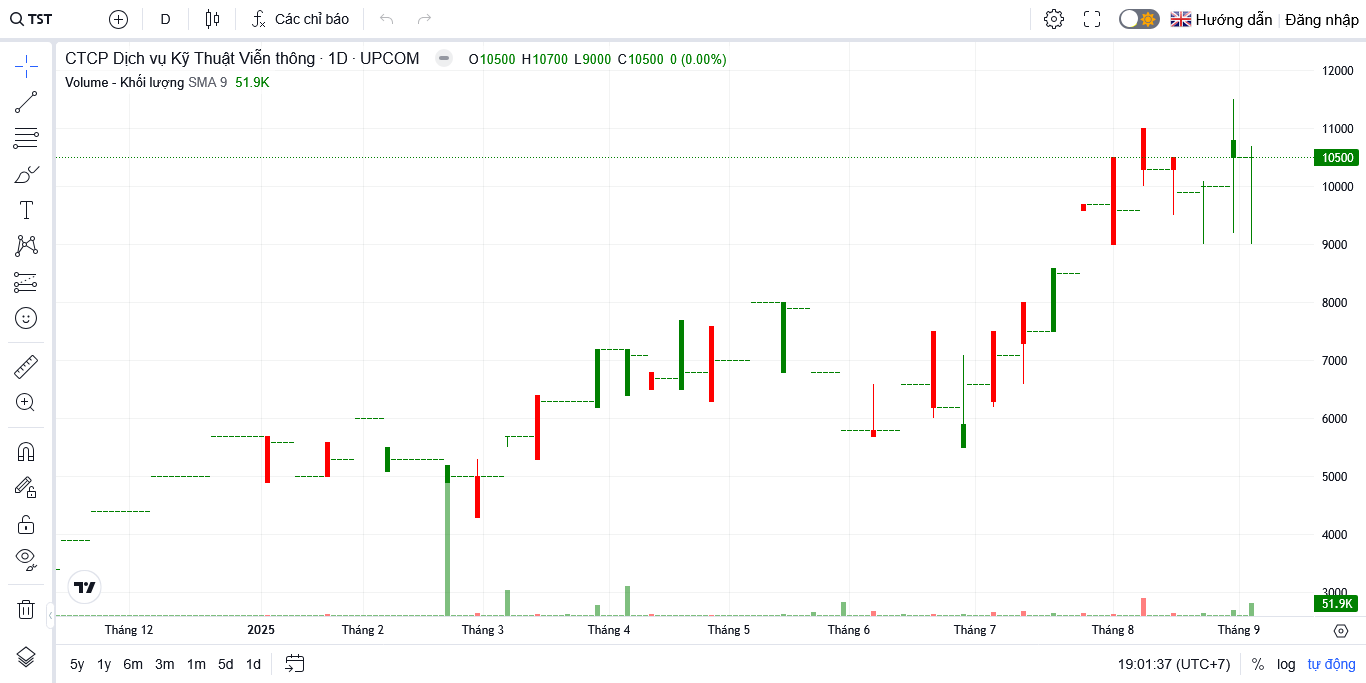 TST D Các chỉ báo Hướng dẫn Đăng nhập
CTCP Dịch vụ Kỹ Thuật Viễn thông · 1D · UPCOM O10500 H10700 L9000 C10500 0 (0.00%)
Volume - Khối lượng SMA 9 51.9K
12000
11000
10500
10000
9000
8000
7000
6000
5000
4000
3000
51.9K
Tháng 12 2025 Tháng 2 Tháng 3 Tháng 4 Tháng 5 Tháng 6 Tháng 7 Tháng 8 Tháng 9
5y 1y 6m 3m 1m 5d 1d 19:01:37 (UTC+7) % log tự động